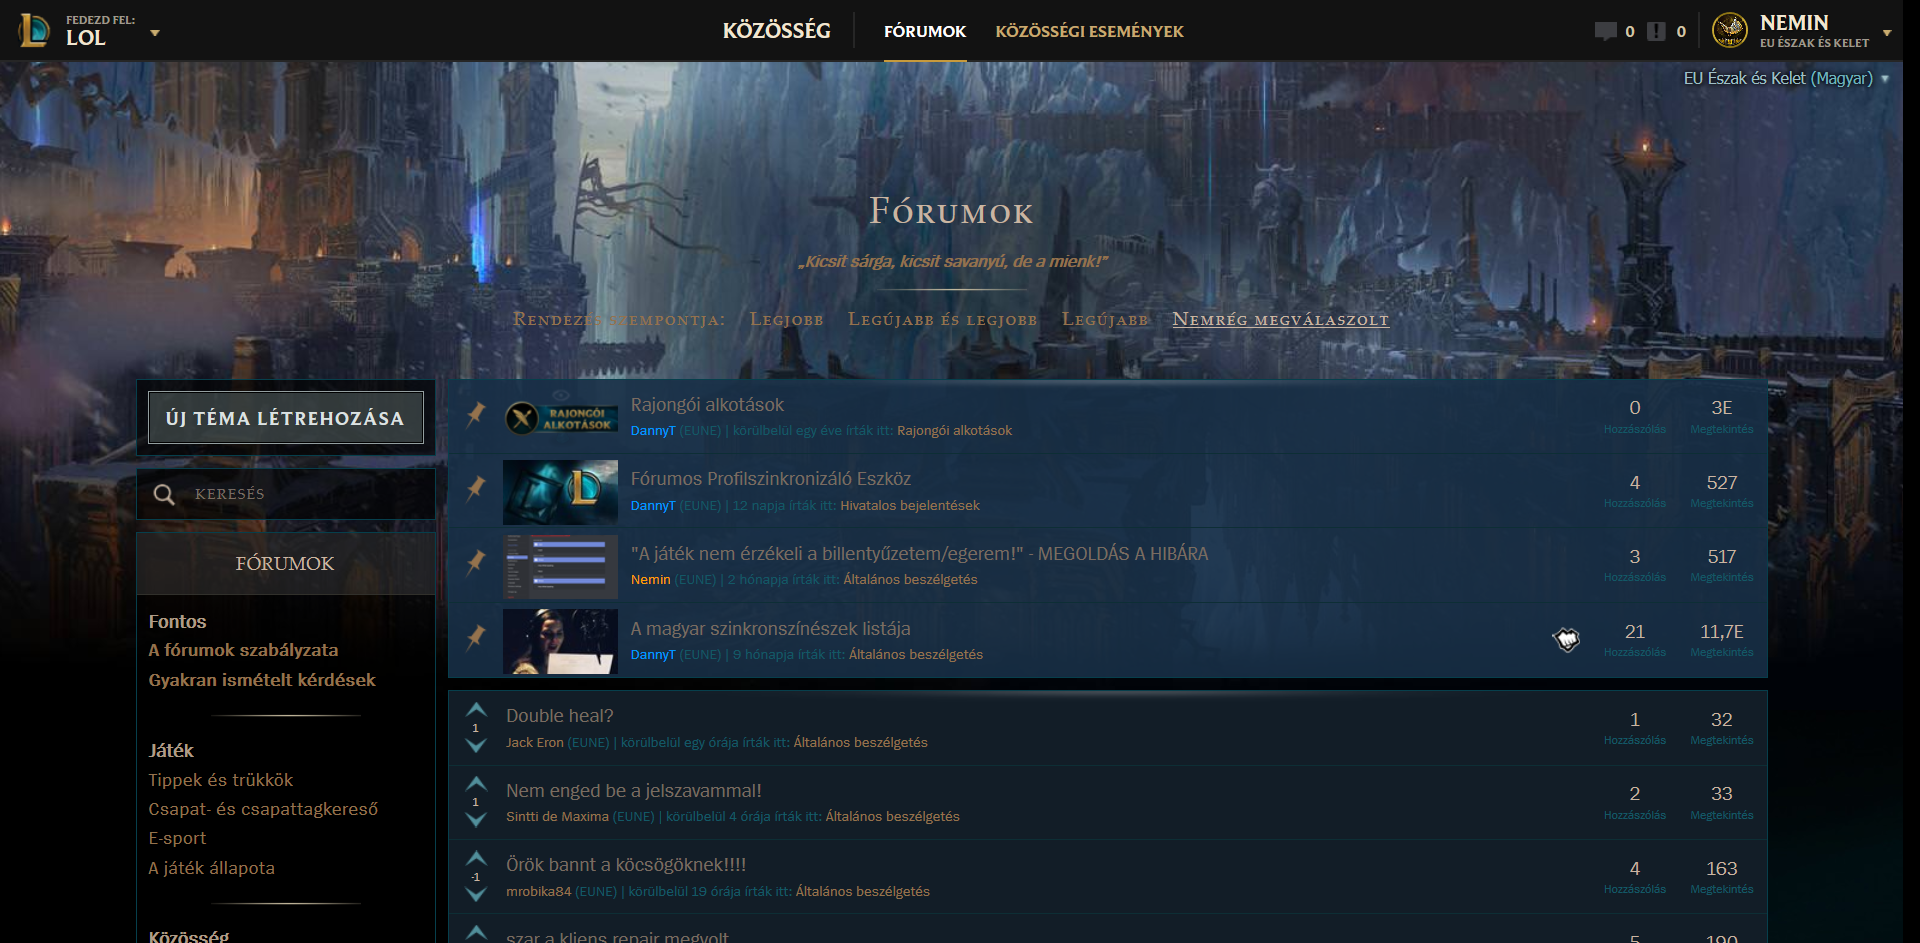 FEDEZD FEL:
LOL
KÖZÖSSÉG
FÓRUMOK
KÖZÖSSÉGI ESEMÉNYEK
0
0
NEMIN
EU ÉSZAK ÉS KELET
EU Észak és Kelet (Magyar)
Fórumok
„Kicsit sárga, kicsit savanyú, de a mienk!”
Rendezés szempontja:
Legjobb
Legújabb és legjobb
Legújabb
Nemrég megválaszolt
ÚJ TÉMA LÉTREHOZÁSA
KERESÉS
FÓRUMOK
Fontos
A fórumok szabályzata
Gyakran ismételt kérdések
Játék
Tippek és trükkök
Csapat- és csapattagkereső
E-sport
A játék állapota
Közösség
RAJONGÓI
ALKOTÁSOK
Rajongói alkotások
DannyT (EUNE) | körülbelül egy éve írták itt: Rajongói alkotások
0
Hozzászólás
3E
Megtekintés
Fórumos Profilszinkronizáló Eszköz
DannyT (EUNE) | 12 napja írták itt: Hivatalos bejelentések
4
Hozzászólás
527
Megtekintés
"A játék nem érzékeli a billentyűzetem/egerem!" - MEGOLDÁS A HIBÁRA
Nemin (EUNE) | 2 hónapja írták itt: Általános beszélgetés
3
Hozzászólás
517
Megtekintés
A magyar szinkronszínészek listája
DannyT (EUNE) | 9 hónapja írták itt: Általános beszélgetés
21
Hozzászólás
11,7E
Megtekintés
1
Double heal?
Jack Eron (EUNE) | körülbelül egy órája írták itt: Általános beszélgetés
1
Hozzászólás
32
Megtekintés
1
Nem enged be a jelszavammal!
Sintti de Maxima (EUNE) | körülbelül 4 órája írták itt: Általános beszélgetés
2
Hozzászólás
33
Megtekintés
-1
Örök bannt a köcsögöknek!!!!
mrobika84 (EUNE) | körülbelül 19 órája írták itt: Általános beszélgetés
4
Hozzászólás
163
Megtekintés
szar a kliens repair megvolt
5
190